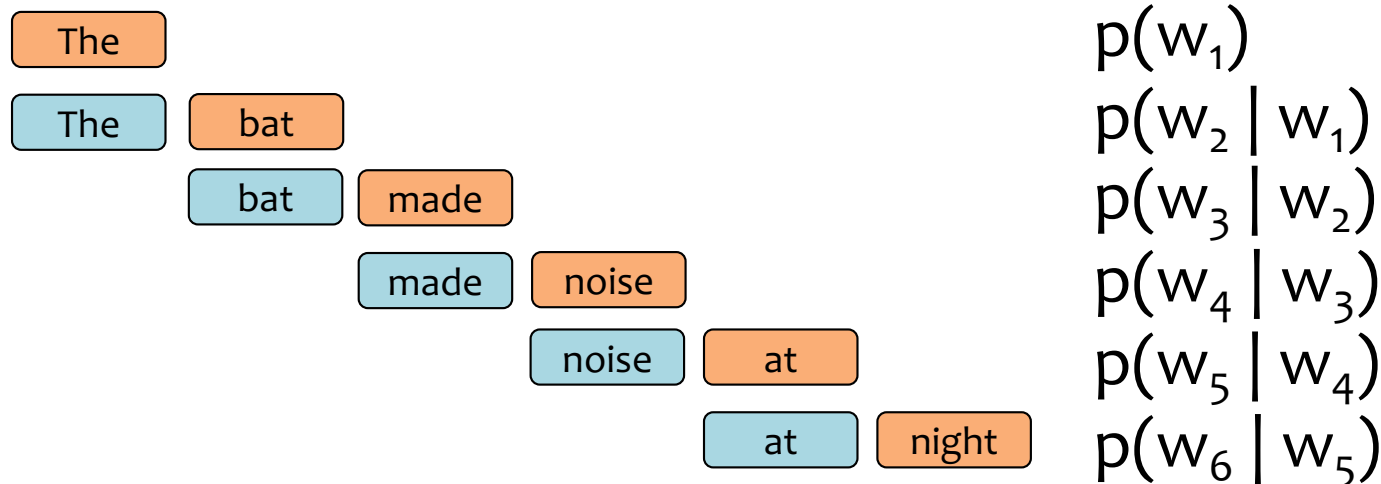 The p(w₁)
The bat p(w₂ | w₁)
bat made p(w₃ | w₂)
made noise p(w₄ | w₃)
noise at p(w₅ | w₄)
at night p(w₆ | w₅)